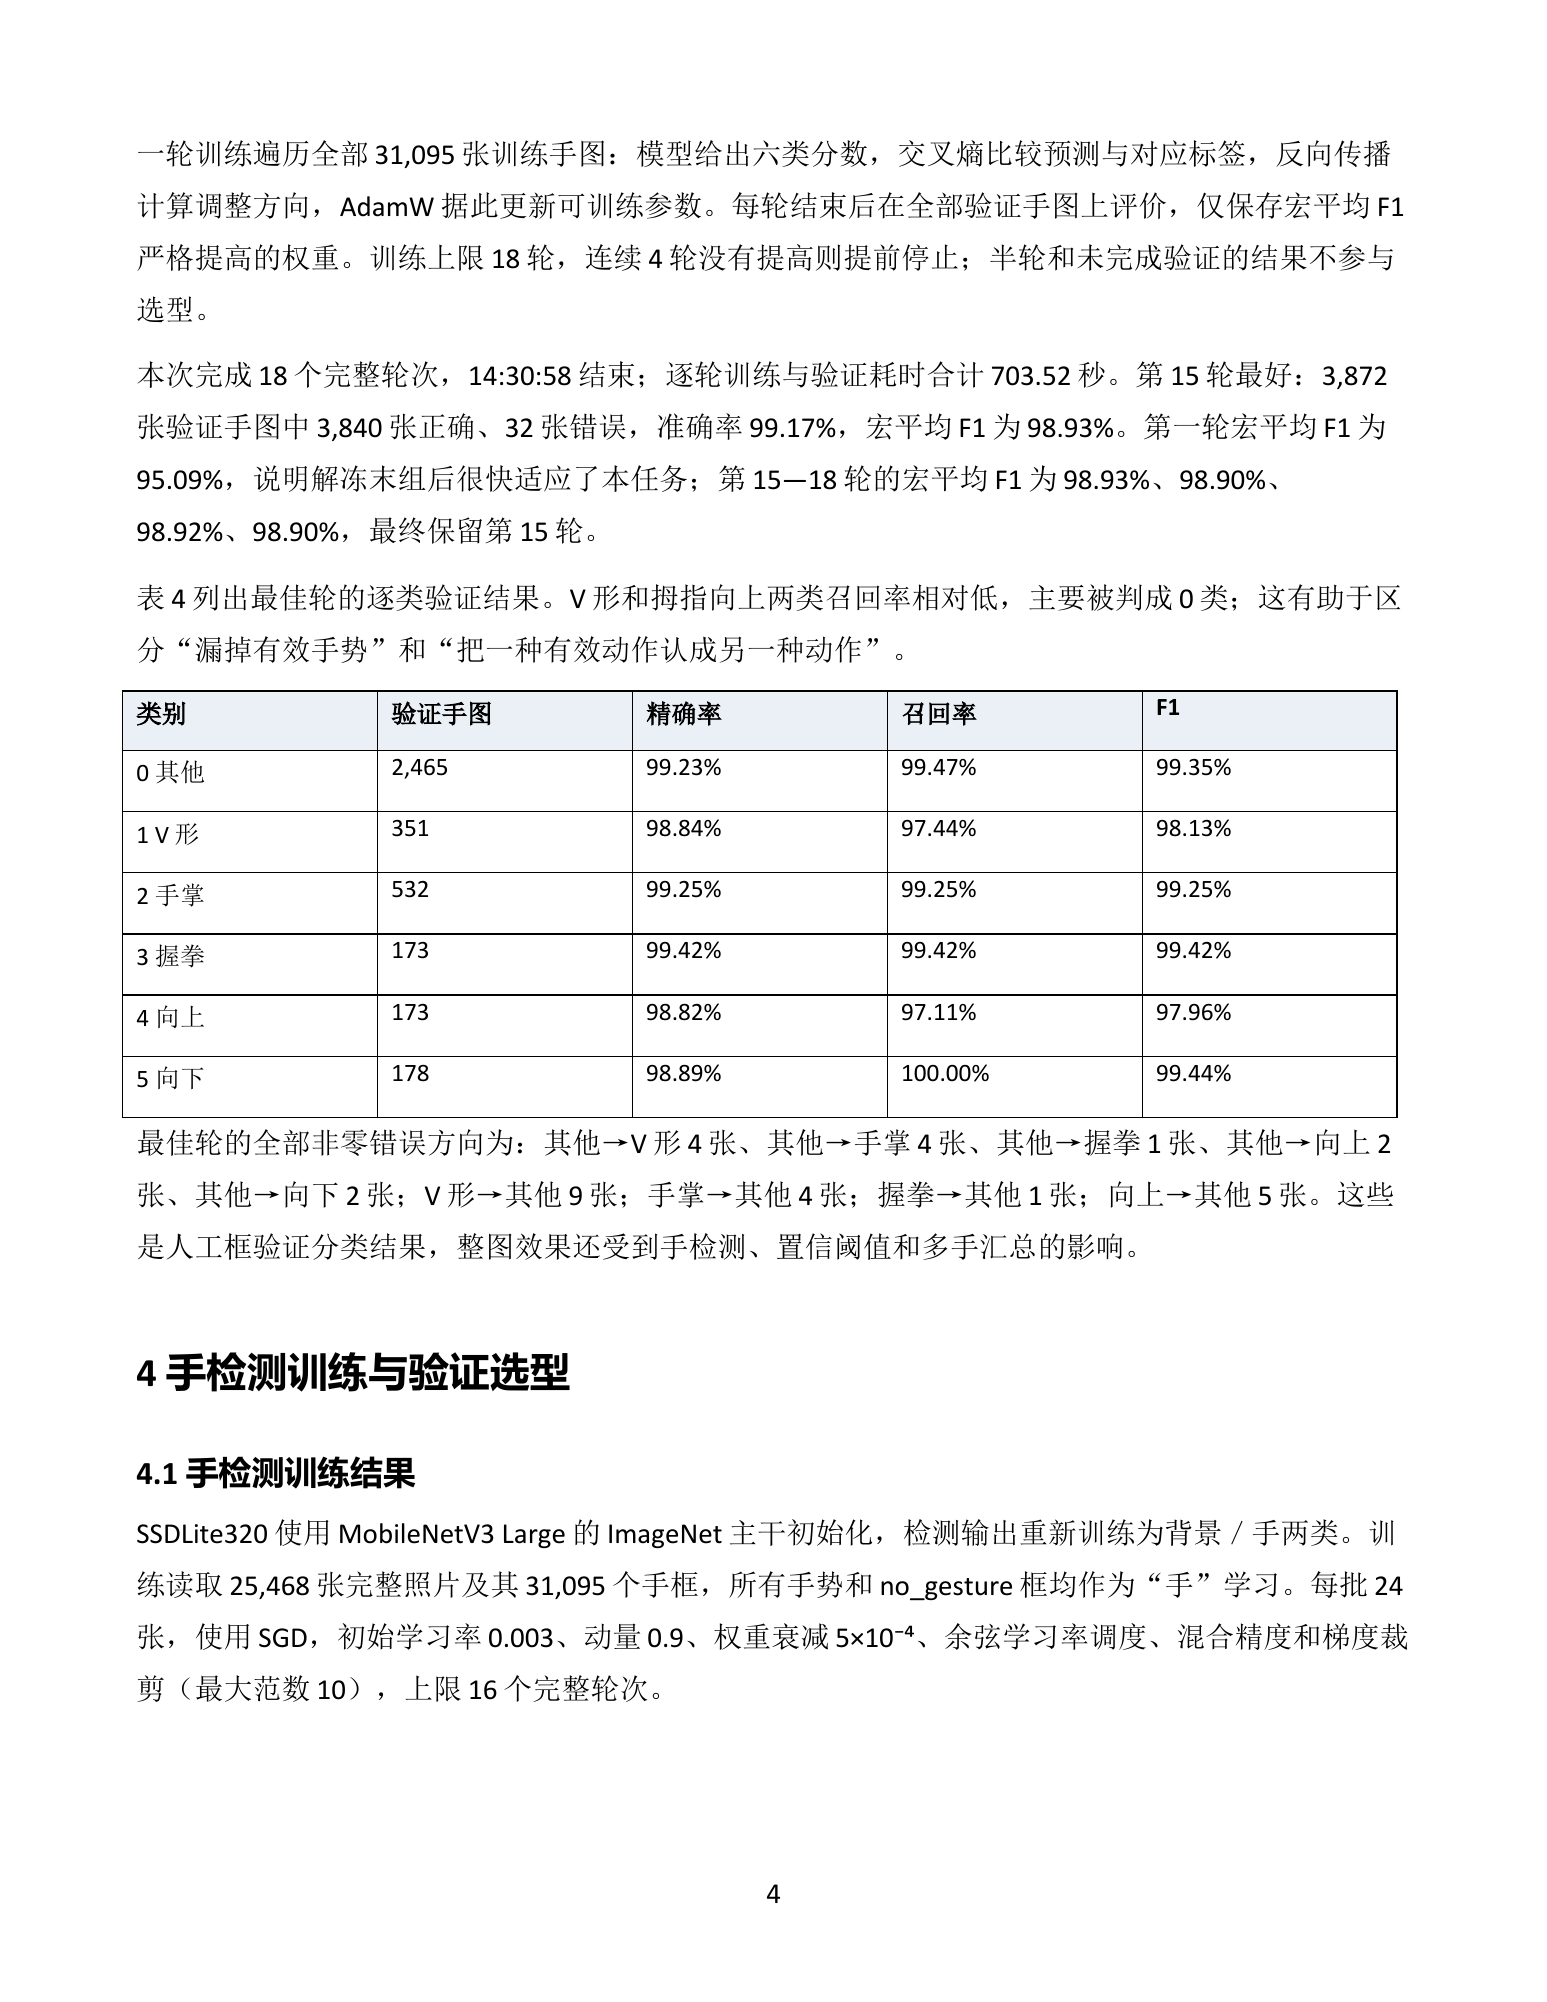 一轮训练遍历全部 31,095 张训练手图：模型给出六类分数，交叉熵比较预测与对应标签，反向传播
计算调整方向，AdamW 据此更新可训练参数。每轮结束后在全部验证手图上评价，仅保存宏平均 F1
严格提高的权重。训练上限 18 轮，连续 4 轮没有提高则提前停止；半轮和未完成验证的结果不参与
选型。
本次完成 18 个完整轮次，14:30:58 结束；逐轮训练与验证耗时合计 703.52 秒。第 15 轮最好：3,872
张验证手图中 3,840 张正确、32 张错误，准确率 99.17%，宏平均 F1 为 98.93%。第一轮宏平均 F1 为
95.09%，说明解冻末组后很快适应了本任务；第 15—18 轮的宏平均 F1 为 98.93%、98.90%、
98.92%、98.90%，最终保留第 15 轮。
表 4 列出最佳轮的逐类验证结果。V 形和拇指向上两类召回率相对低，主要被判成 0 类；这有助于区
分“漏掉有效手势”和“把一种有效动作认成另一种动作”。
类别 验证手图 精确率 召回率 F1
0 其他 2,465 99.23% 99.47% 99.35%
1 V 形 351 98.84% 97.44% 98.13%
2 手掌 532 99.25% 99.25% 99.25%
3 握拳 173 99.42% 99.42% 99.42%
4 向上 173 98.82% 97.11% 97.96%
5 向下 178 98.89% 100.00% 99.44%
最佳轮的全部非零错误方向为：其他→V 形 4 张、其他→手掌 4 张、其他→握拳 1 张、其他→向上 2
张、其他→向下 2 张；V 形→其他 9 张；手掌→其他 4 张；握拳→其他 1 张；向上→其他 5 张。这些
是人工框验证分类结果，整图效果还受到手检测、置信阈值和多手汇总的影响。
4 手检测训练与验证选型
4.1 手检测训练结果
SSDLite320 使用 MobileNetV3 Large 的 ImageNet 主干初始化，检测输出重新训练为背景／手两类。训
练读取 25,468 张完整照片及其 31,095 个手框，所有手势和 no_gesture 框均作为“手”学习。每批 24
张，使用 SGD，初始学习率 0.003、动量 0.9、权重衰减 5×10⁻⁴、余弦学习率调度、混合精度和梯度裁
剪（最大范数 10），上限 16 个完整轮次。
4